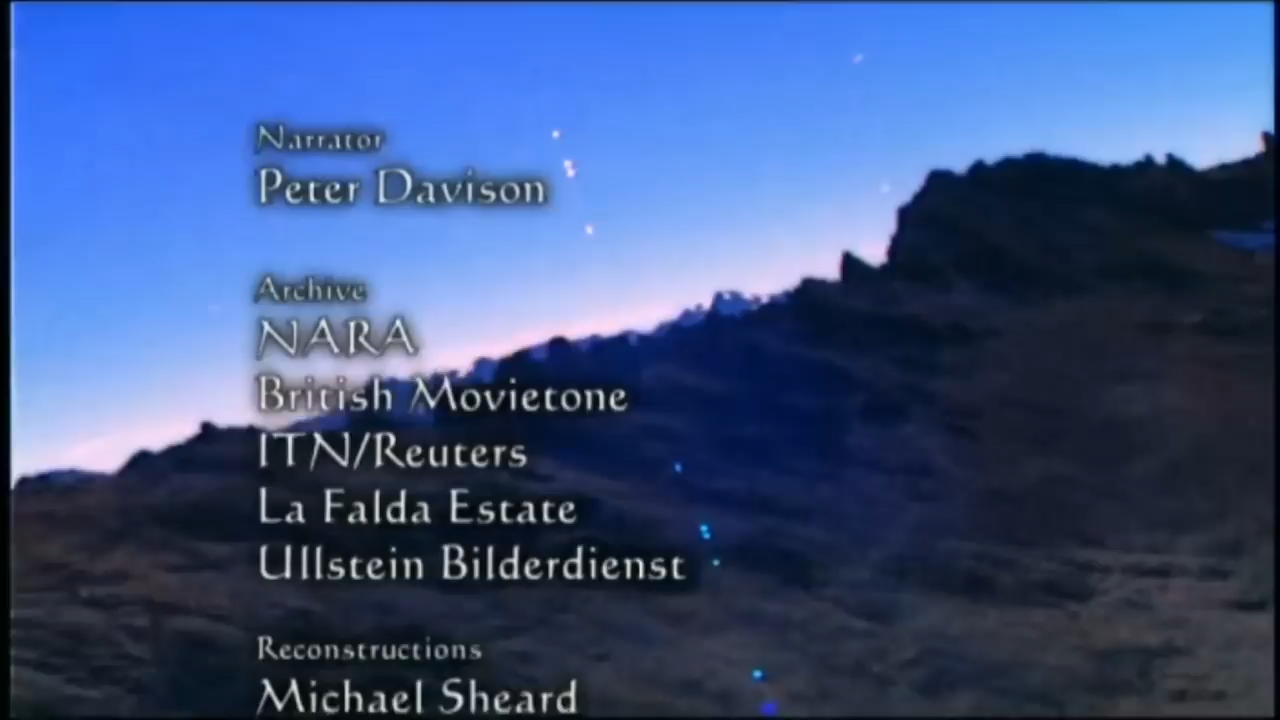 Narrator
Peter Davison
Archive
NARA
British Movietone
ITN/Reuters
La Falda Estate
Ullstein Bilderdienst
Reconstructions
Michael Sheard